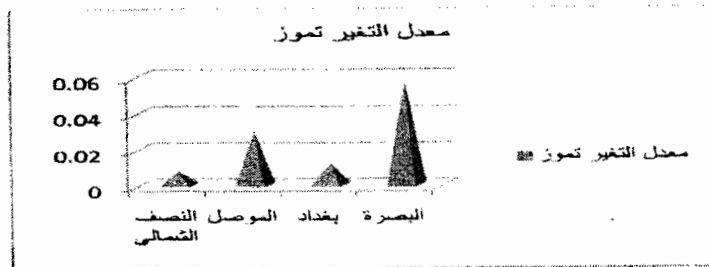 معدل التغير تموز
0.06
0.04
0.02
0
النصف الموصل بغداد البصرة
الشمالي
معدل التغير تموز